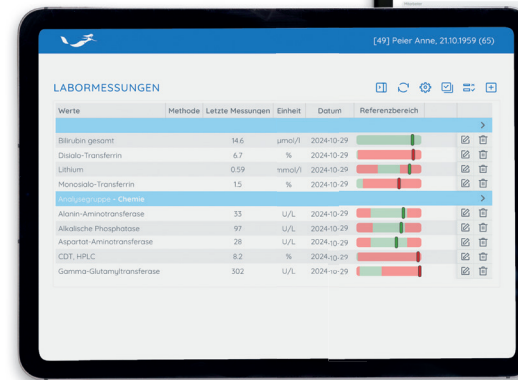 [49] Peier Anne, 21.10.1959 (65)
LABORMESSUNGEN
Werte Methode Letzte Messungen Einheit Datum Referenzbereich
Bilirubin gesamt 14.6 µmol/l 2024-10-29
Disialo-Transferrin 6.7 % 2024-10-29
Lithium 0.59 mmol/l 2024-10-29
Monosialo-Transferrin 1.5 % 2024-10-29
Analysegruppe - Chemie
Alanin-Aminotransferase 33 U/L 2024-10-29
Alkalische Phosphatase 97 U/L 2024-10-29
Aspartat-Aminotransferase 28 U/L 2024-10-29
CDT, HPLC 8.2 % 2024-10-29
Gamma-Glutamyltransferase 302 U/L 2024-10-29